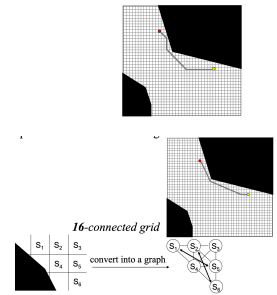 16-connected grid
S1 S2 S3
S4 S5
S6
convert into a graph
S1 S2 S3
S4 S5
S6